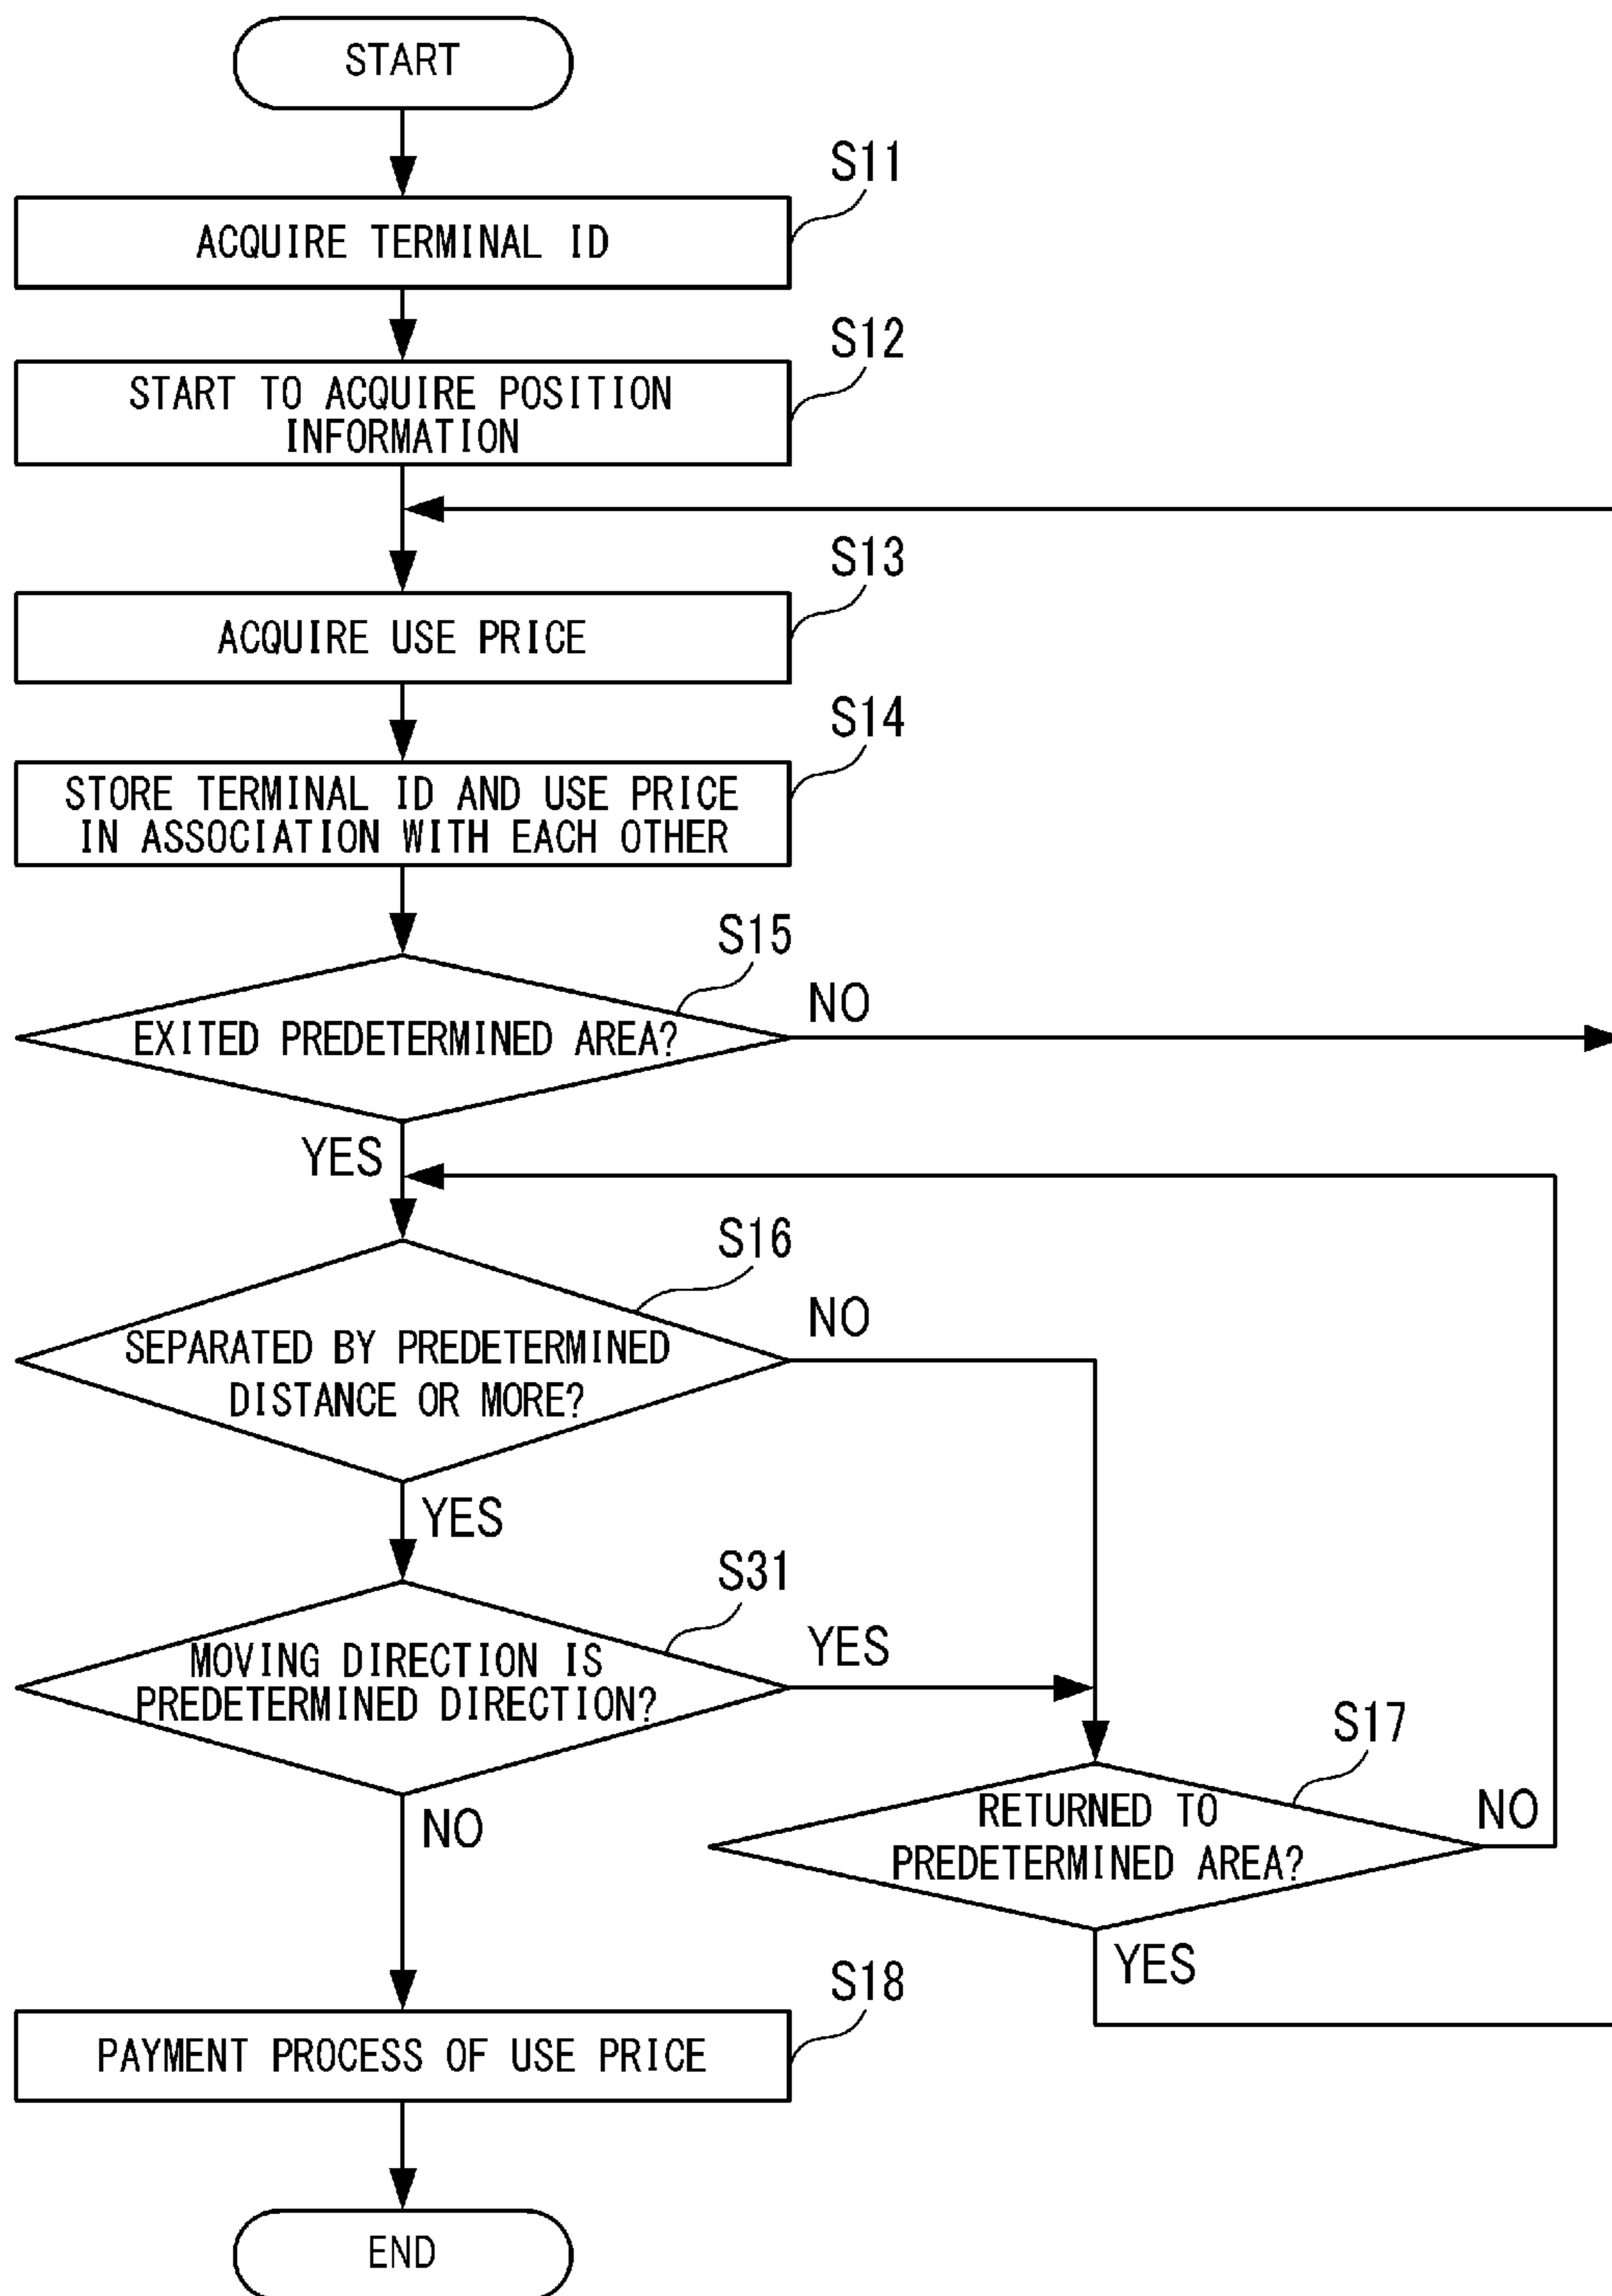 START
S11
ACQUIRE TERMINAL ID
S12
START TO ACQUIRE POSITION
INFORMATION
S13
ACQUIRE USE PRICE
S14
STORE TERMINAL ID AND USE PRICE
IN ASSOCIATION WITH EACH OTHER
S15
NO
EXITED PREDETERMINED AREA?
YES
S16
NO
SEPARATED BY PREDETERMINED
DISTANCE OR MORE?
YES
S31
YES
MOVING DIRECTION IS
PREDETERMINED DIRECTION?
S17
NO
RETURNED TO
PREDETERMINED AREA?
NO
YES
S18
PAYMENT PROCESS OF USE PRICE
END